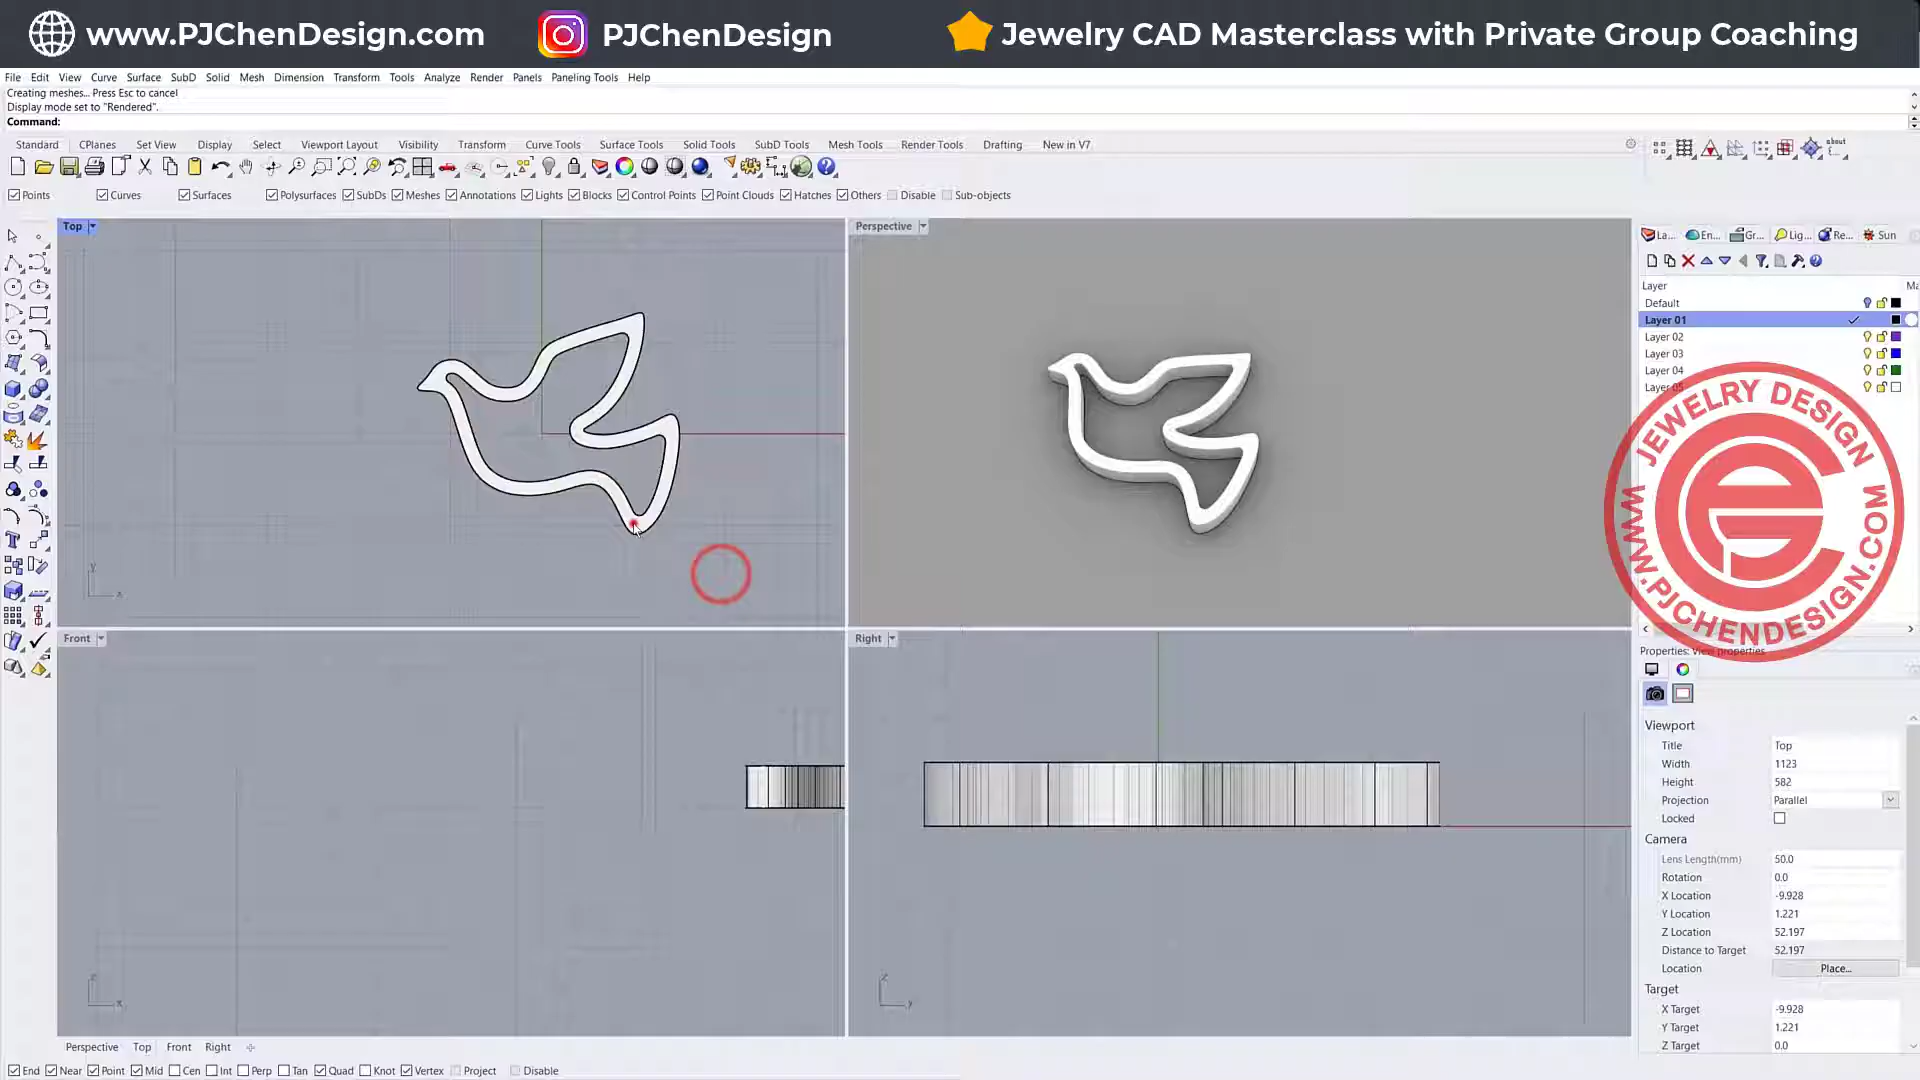 www.PJChenDesign.com PJChenDesign Jewelry CAD Masterclass with Private Group Coaching
File Edit View Curve Surface SubD Solid Mesh Dimension Transform Tools Analyze Render Panels Paneling Tools Help
Creating meshes... Press Esc to cancel
Display mode set to "Rendered".
Command:
Standard CPlanes Set View Display Select Viewport Layout Visibility Transform Curve Tools Surface Tools Solid Tools SubD Tools Mesh Tools Render Tools Drafting New in V7
about
Points Curves Surfaces Polysurfaces SubDs Meshes Annotations Lights Blocks Control Points Point Clouds Hatches Others Disable Sub-objects
Top Perspective
La... En... Gr... Lig... Re... Sun
Layer Ma
Default
Layer 01
Layer 02
Layer 03
Layer 04
JEWELRY DESIGN
WWW.PJCHENDESIGN.COM
y
x
Front Right
Properties: View properties
Viewport
Title Top
Width 1123
Height 582
Projection Parallel
Locked
Camera
Lens Length(mm) 50.0
Rotation 0.0
X Location -9.928
Y Location 1.221
Z Location 52.197
Distance to Target 52.197
Location Place...
Target
X Target -9.928
Y Target 1.221
Z Target 0.0
z x z y
Perspective Top Front Right
End Near Point Mid Cen Int Perp Tan Quad Knot Vertex Project Disable